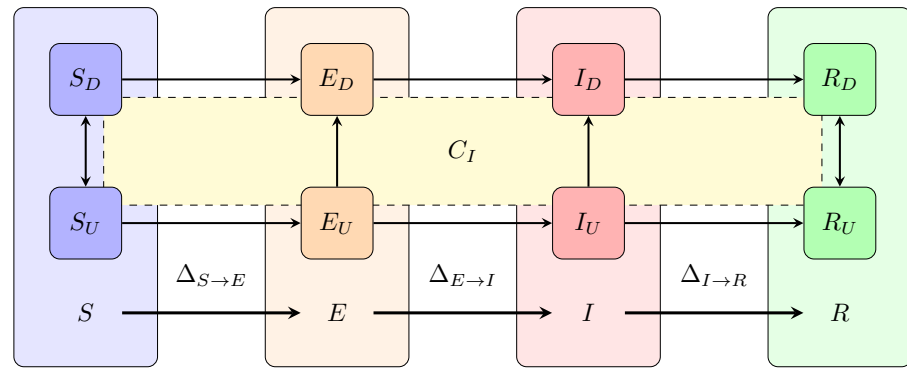 S_D E_D I_D R_D
C_I
S_U E_U I_U R_U
Δ_{S→E} Δ_{E→I} Δ_{I→R}
S E I R